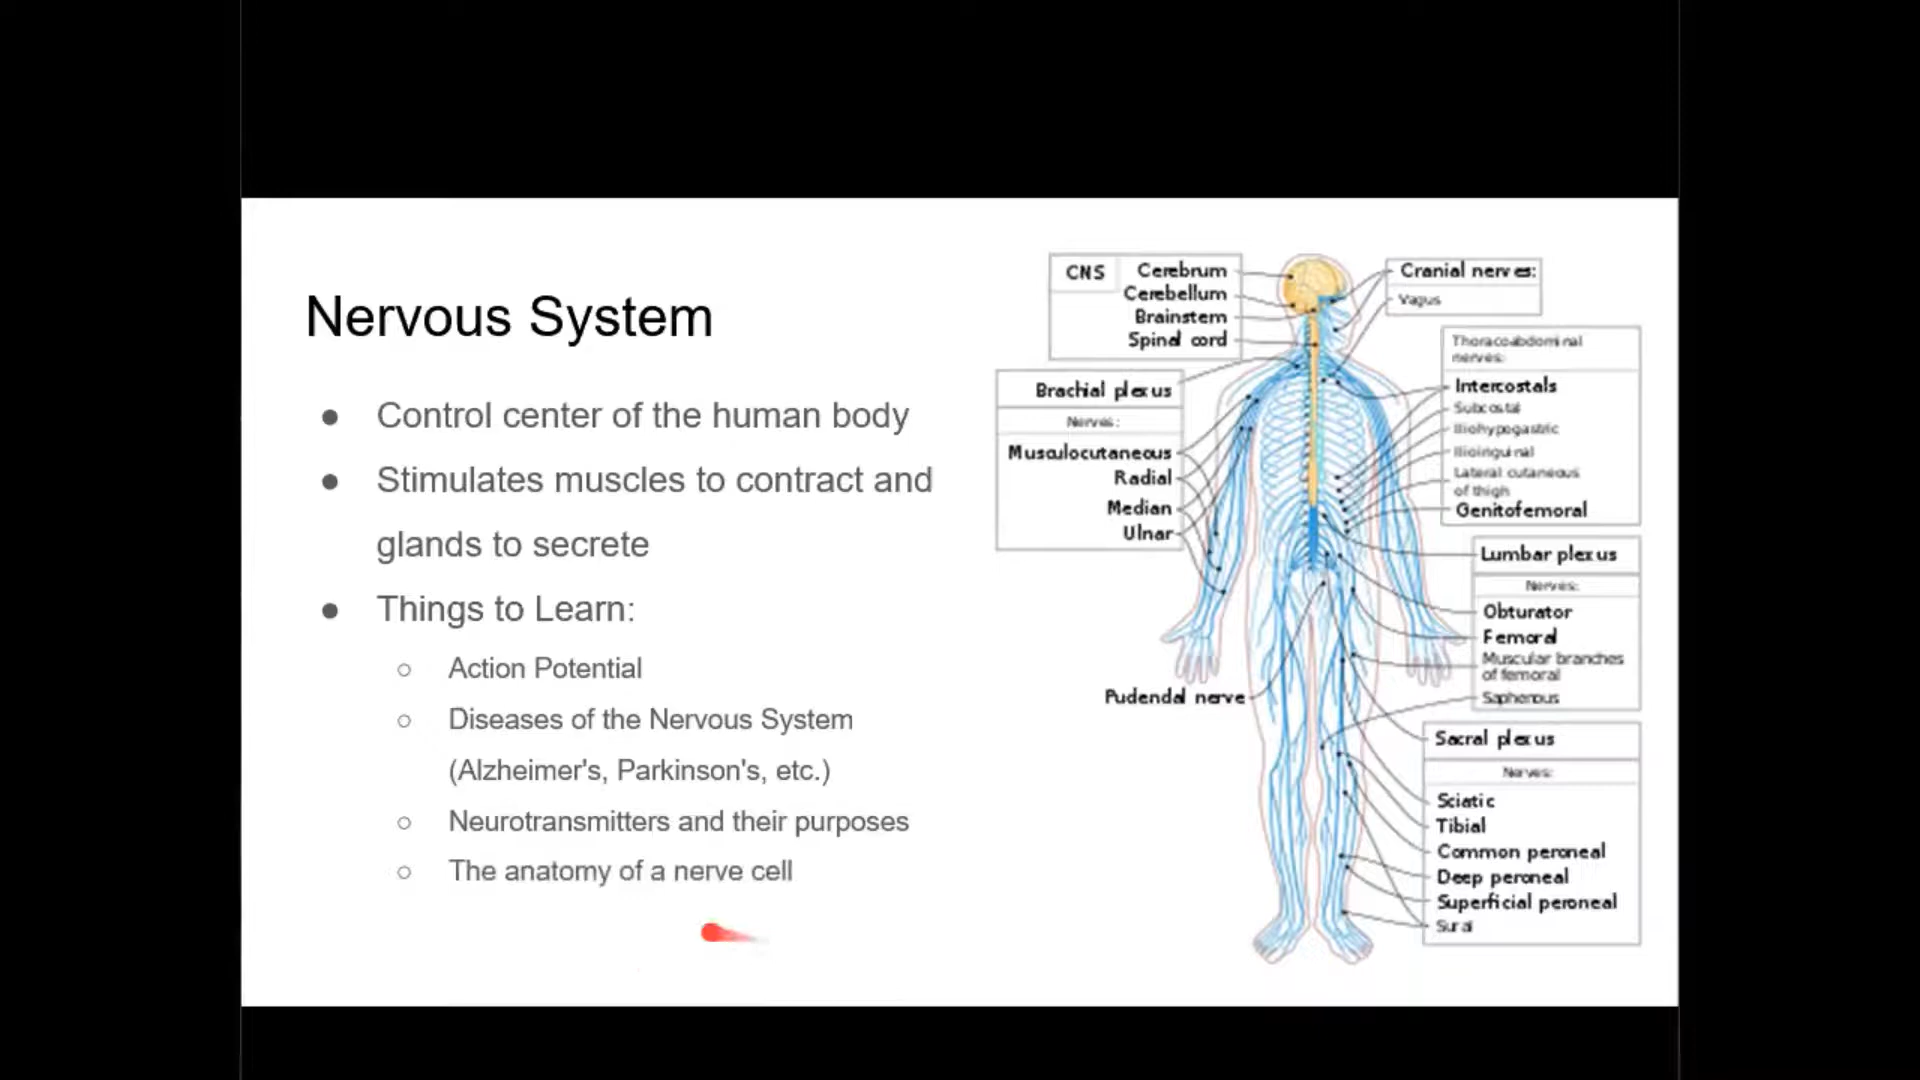 Nervous System
● Control center of the human body
● Stimulates muscles to contract and
glands to secrete
● Things to Learn:
○ Action Potential
○ Diseases of the Nervous System
(Alzheimer's, Parkinson's, etc.)
○ Neurotransmitters and their purposes
○ The anatomy of a nerve cell
CNS
Cerebrum
Cerebellum
Brainstem
Spinal cord
Brachial plexus
Nerves:
Musculocutaneous
Radial
Median
Ulnar
Pudendal nerve
Cranial nerves:
Vagus
Thoracoabdominal
nerves:
Intercostals
Subcostal
Iliohypogastric
Ilioinguinal
Lateral cutaneous
of thigh
Genitofemoral
Lumbar plexus
Nerves:
Obturator
Femoral
Muscular branches
of femoral
Saphenous
Sacral plexus
Nerves:
Sciatic
Tibial
Common peroneal
Deep peroneal
Superficial peroneal
Sural